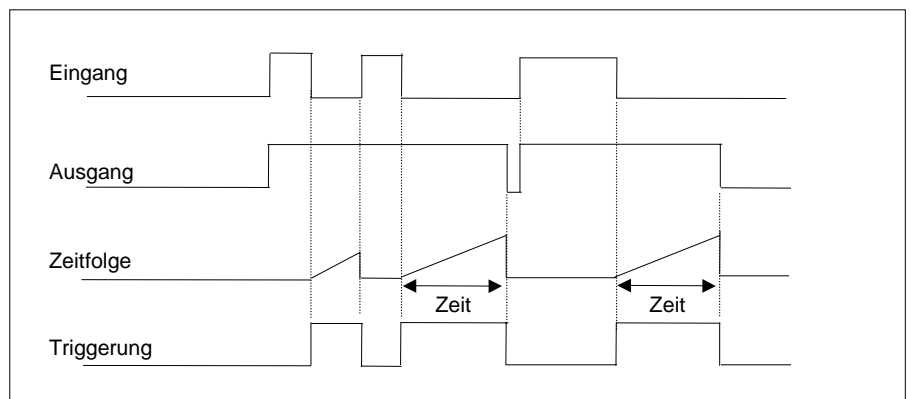 Eingang
Ausgang
Zeitfolge
Zeit Zeit
Triggerung